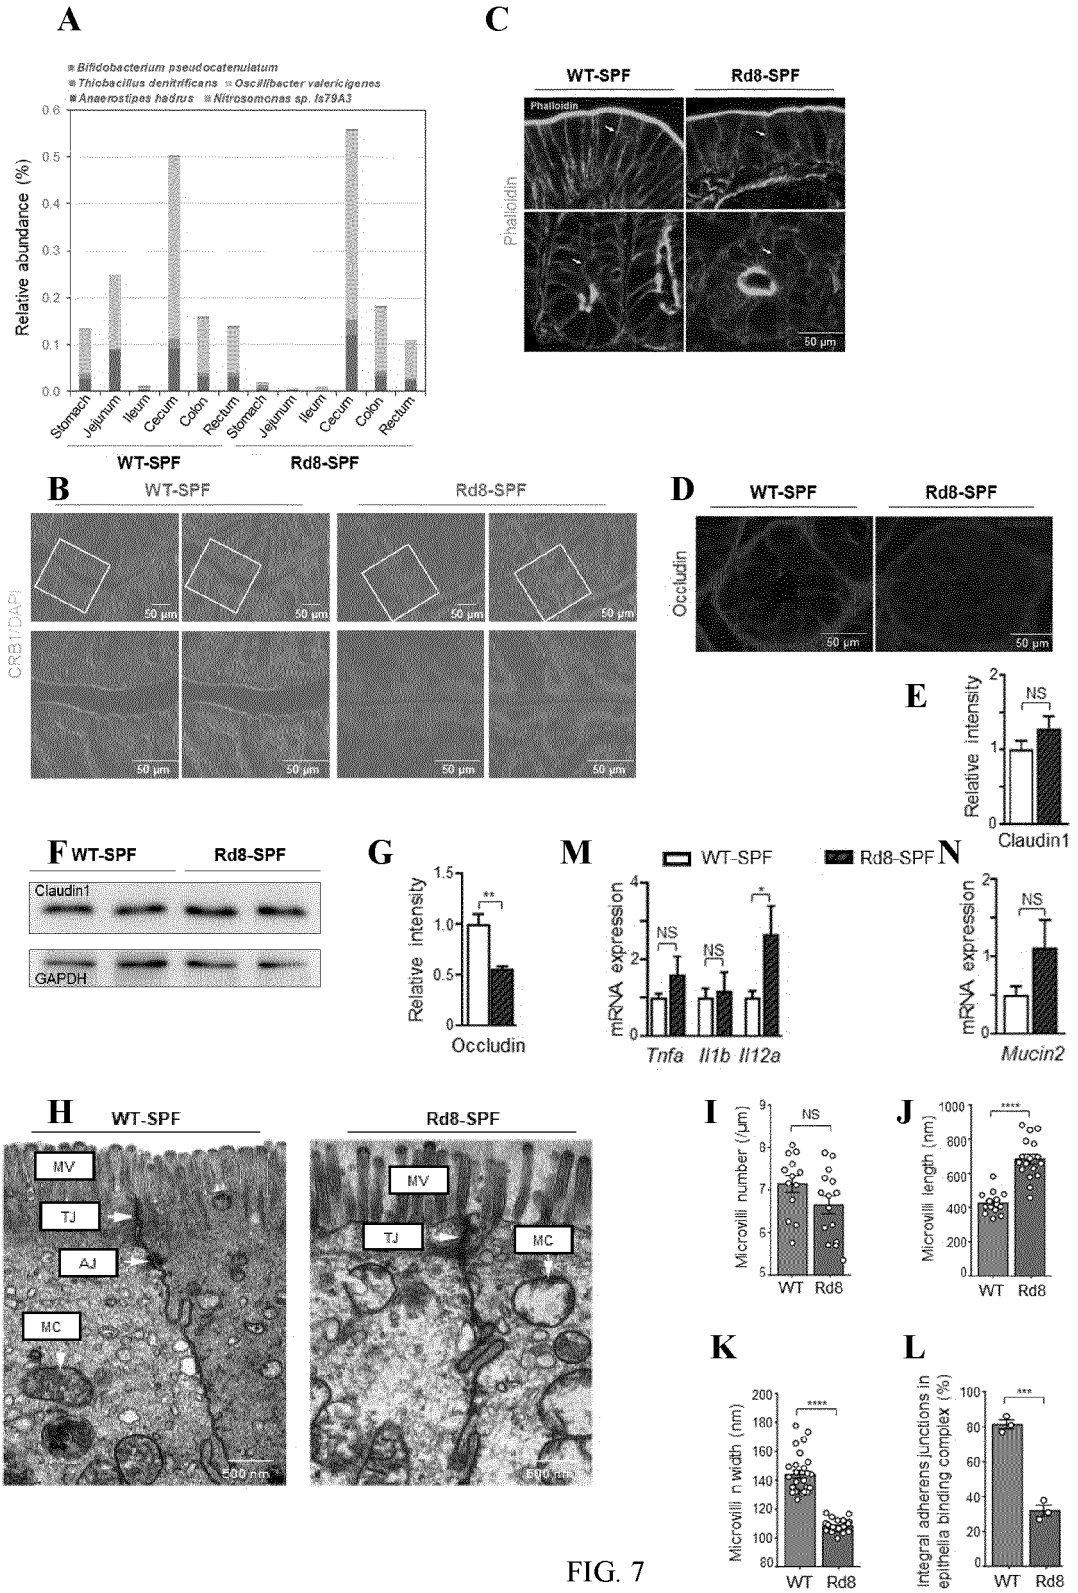 A
Bifidobacterium pseudocatenulatum
Thiobacillus denitrificans Oscillibacter valericigenes
Anaerostipes hadrus Nitrosomonas sp. Is79A3
Relative abundance (%)
0.6
0.5
0.4
0.3
0.2
0.1
0.0
Stomach Jejunum Ileum Cecum Colon Rectum Stomach Jejunum Ileum Cecum Colon Rectum
WT-SPF Rd8-SPF
C
WT-SPF Rd8-SPF
Phalloidin
Phalloidin
50 µm
B
WT-SPF Rd8-SPF
CRB1/DAPI
50 µm 50 µm 50 µm 50 µm
50 µm 50 µm 50 µm 50 µm
D
WT-SPF Rd8-SPF
Occludin
50 µm 50 µm
E
Relative intensity
2
1
0
NS
Claudin1
F
WT-SPF Rd8-SPF
Claudin1
GAPDH
G
Relative intensity
1.5
1.0
0.5
0
**
Occludin
M
WT-SPF Rd8-SPF
mRNA expression
4
2
0
NS NS *
Tnfa Il1b Il12a
N
mRNA expression
2
1
0
NS
Mucin2
H
WT-SPF Rd8-SPF
MV
TJ
AJ
MC
500 nm
MV
TJ
MC
500 nm
I
Microvilli number (/µm)
9
8
7
6
5
NS
WT Rd8
J
Microvilli length (nm)
1000
800
600
400
200
0
****
WT Rd8
K
Microvilli n width (nm)
200
180
160
140
120
100
80
****
WT Rd8
L
Integral adherens junctions in
epithelia binding complex (%)
100
80
60
40
20
0
***
WT Rd8
FIG. 7